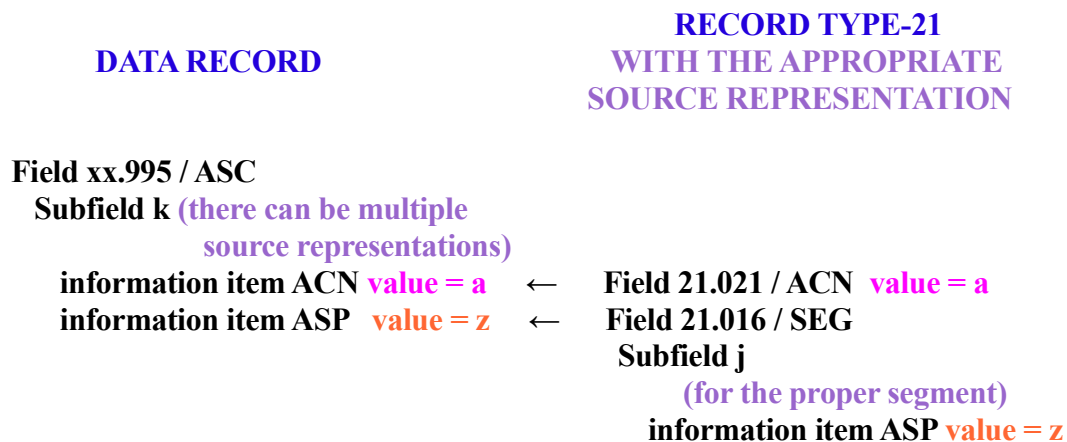 RECORD TYPE-21
DATA RECORD WITH THE APPROPRIATE
SOURCE REPRESENTATION
Field xx.995 / ASC
Subfield k (there can be multiple
source representations)
information item ACN value = a ← Field 21.021 / ACN value = a
information item ASP value = z ← Field 21.016 / SEG
Subfield j
(for the proper segment)
information item ASP value = z